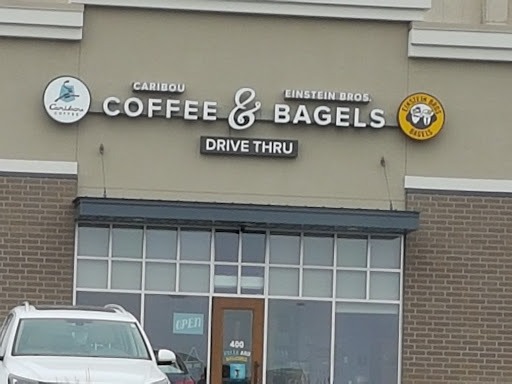 CARIBOU
COFFEE
&
EINSTEIN BROS.
BAGELS
Caribou
COFFEE
EINSTEIN BROS
BAGELS
DRIVE THRU
OPEN
400